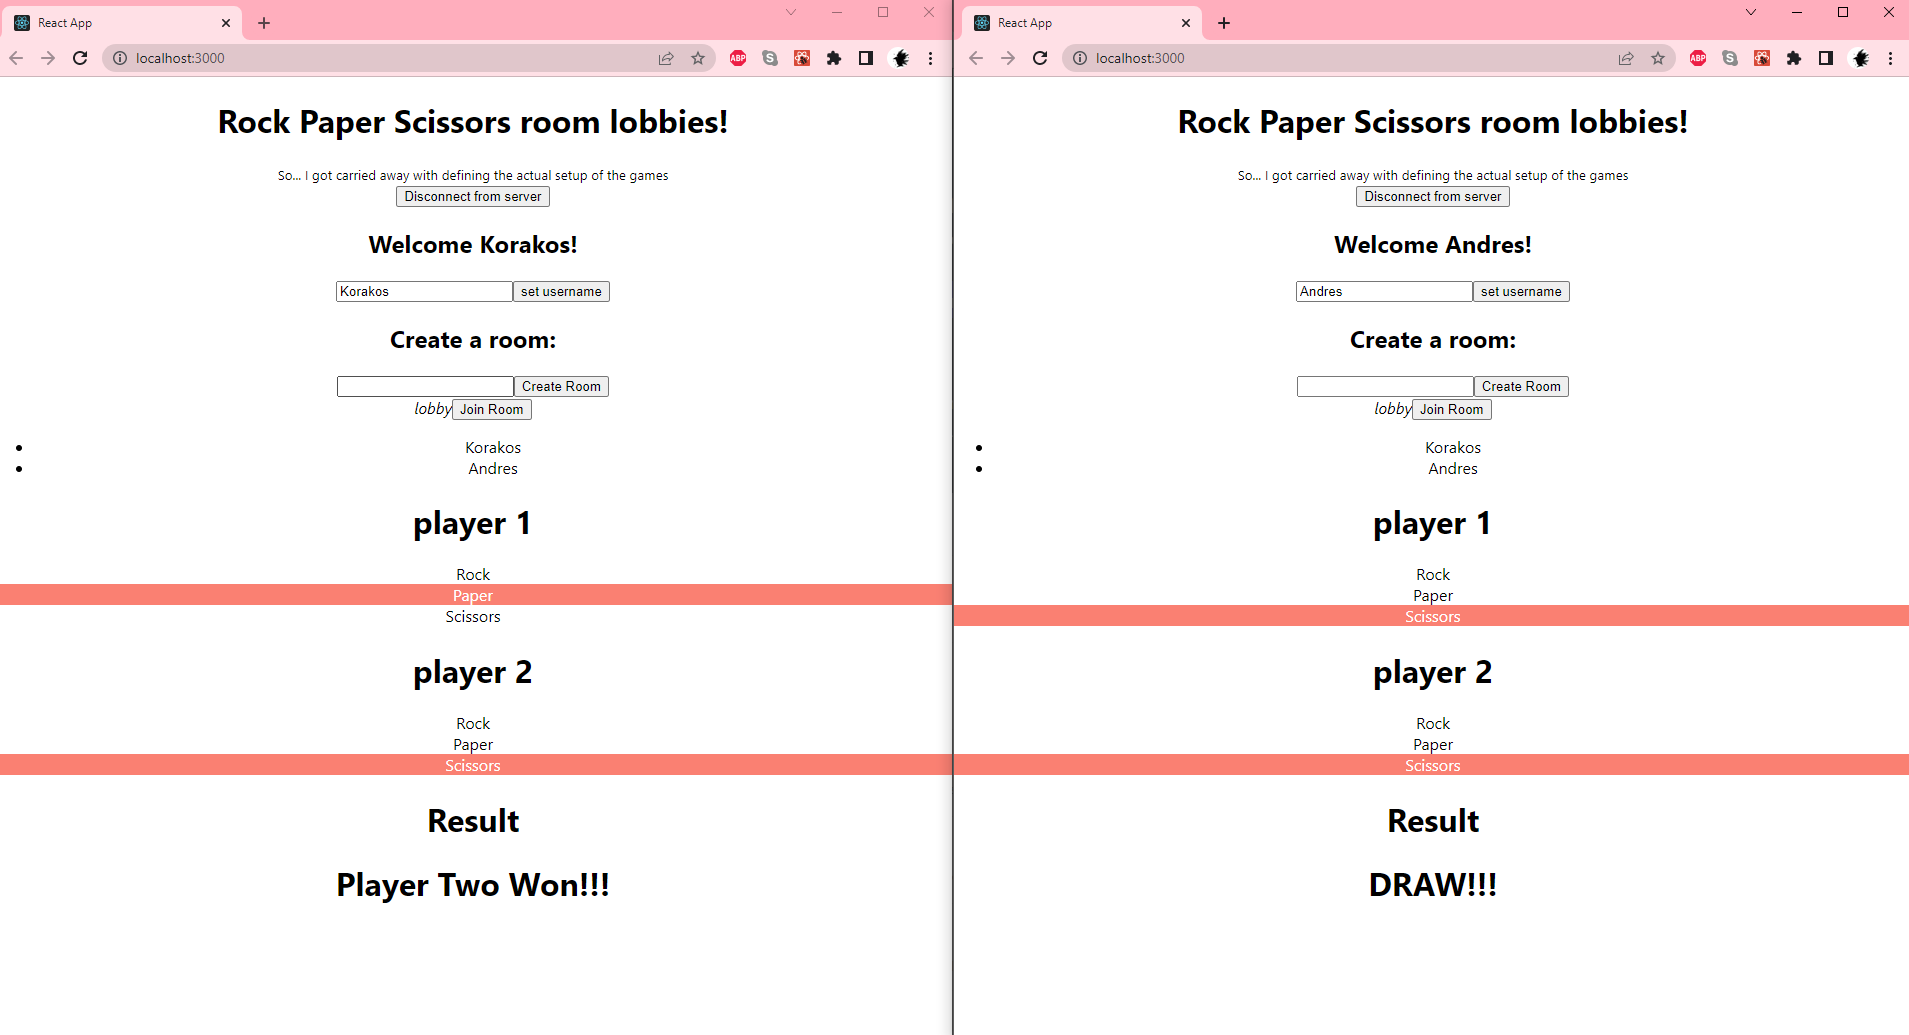 React App
localhost:3000
ABP
Rock Paper Scissors room lobbies!
So... I got carried away with defining the actual setup of the games
Disconnect from server
Welcome Korakos!
Korakos set username
Create a room:
Create Room
lobby Join Room
Korakos
Andres
player 1
Rock
Paper
Scissors
player 2
Rock
Paper
Scissors
Result
Player Two Won!!!
React App
localhost:3000
ABP
Rock Paper Scissors room lobbies!
So... I got carried away with defining the actual setup of the games
Disconnect from server
Welcome Andres!
Andres set username
Create a room:
Create Room
lobby Join Room
Korakos
Andres
player 1
Rock
Paper
Scissors
player 2
Rock
Paper
Scissors
Result
DRAW!!!